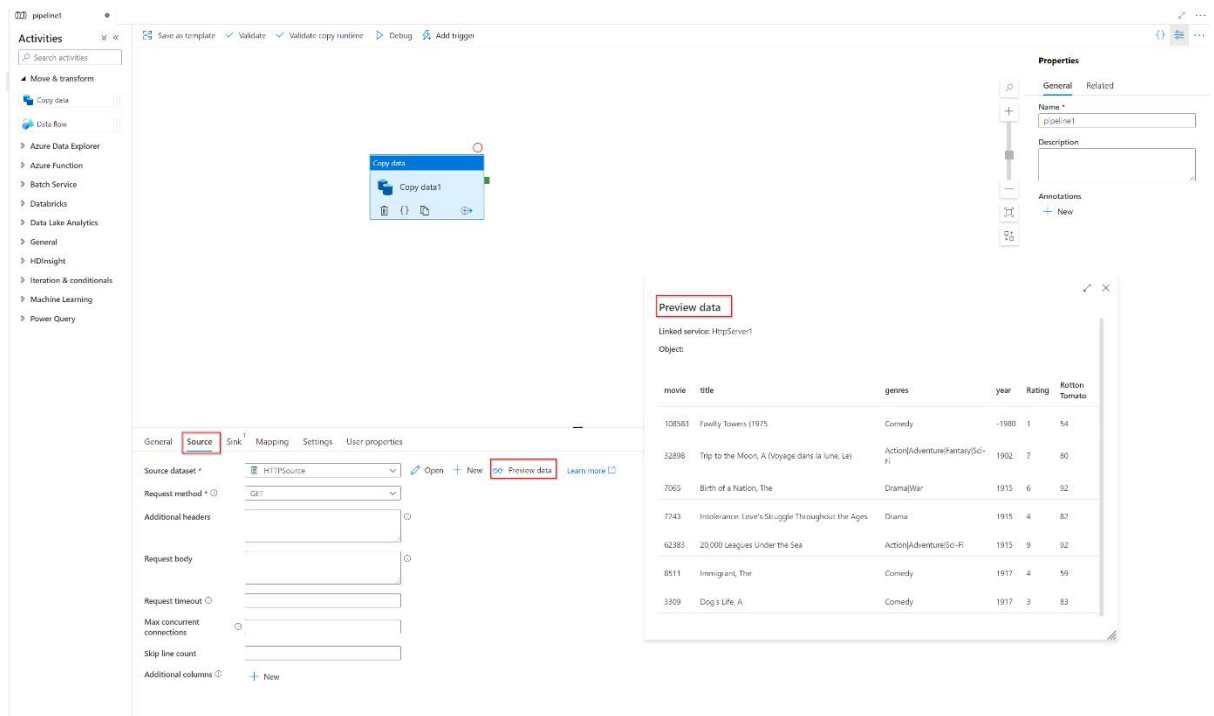 pipeline1
Activities
Search activities
Move & transform
Copy data
Data flow
Azure Data Explorer
Azure Function
Batch Service
Databricks
Data Lake Analytics
General
HDInsight
Iteration & conditionals
Machine Learning
Power Query
Save as template Validate Validate copy runtime Debug Add trigger
Copy data
Copy data1
Properties
General Related
Name *
pipeline1
Description
Annotations
New
General Source Sink 1 Mapping Settings User properties
Source dataset * HTTPSource Open New Preview data Learn more
Request method * GET
Additional headers
Request body
Request timeout
Max concurrent
connections
Skip line count
Additional columns New
Preview data
Linked service: HttpServer1
Object:
movie title genres year Rating Rotton
Tomato
108583 Fawlty Towers (1975 Comedy -1980 1 54
32898 Trip to the Moon, A (Voyage dans la lune, Le) Action|Adventure|Fantasy|Sci-
Fi 1902 7 80
7065 Birth of a Nation, The Drama|War 1915 6 92
7243 Intolerance: Love's Struggle Throughout the Ages Drama 1915 4 82
62383 20,000 Leagues Under the Sea Action|Adventure|Sci-Fi 1915 9 92
8511 Immigrant, The Comedy 1917 4 59
3309 Dog's Life, A Comedy 1917 3 83